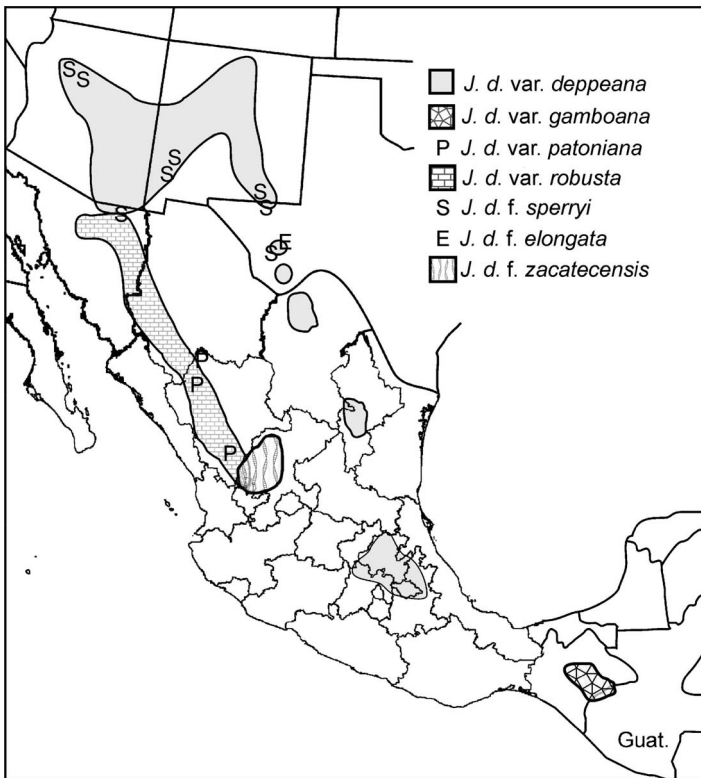 S S
J. d. var. deppeana
J. d. var. gamboana
P J. d. var. patoniana
J. d. var. robusta
S J. d. f. sperryi
E J. d. f. elongata
J. d. f. zacatecensis
S
S
S
S
S
E
S
P
P
P
Guat.